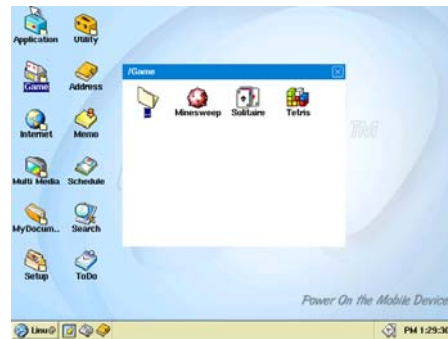 Application
Utility
Game
Address
Internet
Memo
Multi Media
Schedule
MyDocum..
Search
Setup
ToDo
/Game
..
Minesweep
Solitaire
Tetris
TM
Power On the Mobile Device
Linu@
PM 1:29:30